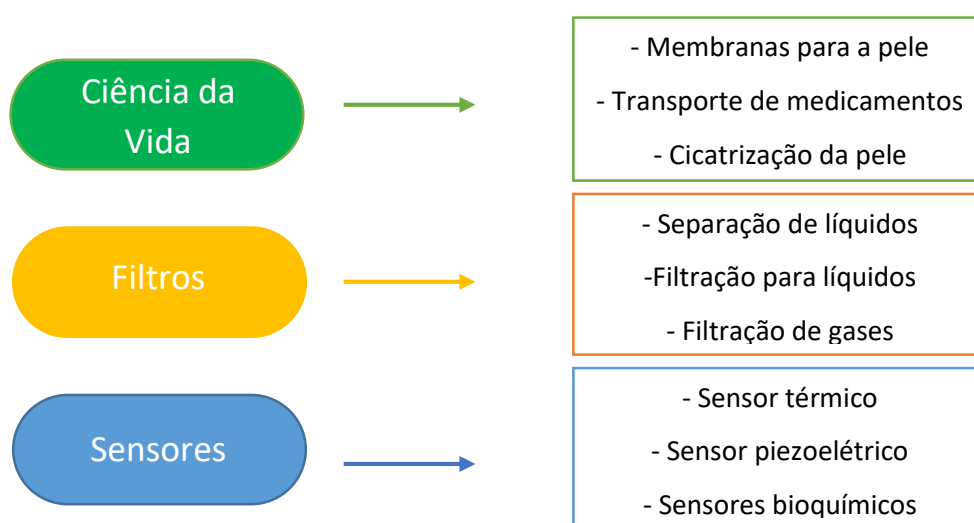 Ciência da
Vida
- Membranas para a pele
- Transporte de medicamentos
- Cicatrização da pele
Filtros
- Separação de líquidos
-Filtração para líquidos
- Filtração de gases
Sensores
- Sensor térmico
- Sensor piezoelétrico
- Sensores bioquímicos